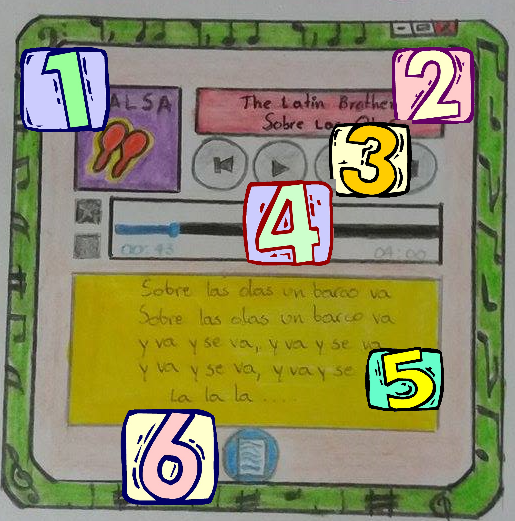 1
2
ALSA
The Latin Brother
Sobre Las
3
4
00:43 04:00
Sobre las olas un barco va
Sobre las olas un barco va
y va y se va, y va y se va
y va y se va, y va y se
5
La la la .....
6